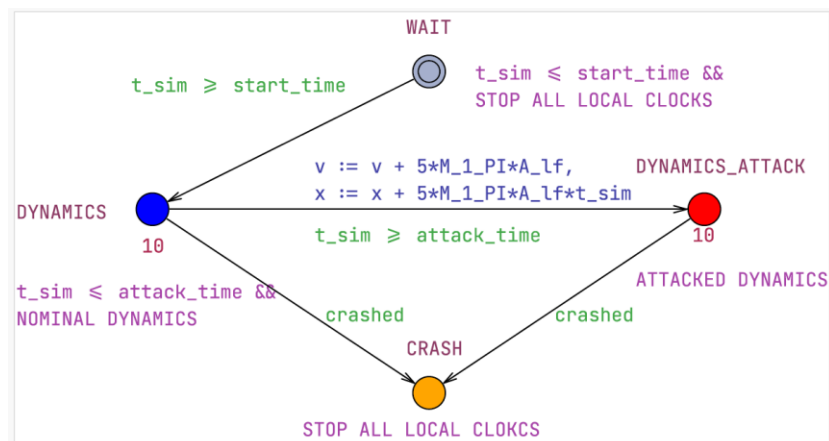 WAIT
t_sim ⩾ start_time
t_sim ⩽ start_time &&
STOP ALL LOCAL CLOCKS
v := v + 5*M_1_PI*A_lf,
x := x + 5*M_1_PI*A_lf*t_sim
DYNAMICS_ATTACK
DYNAMICS
10
t_sim ⩾ attack_time
10
t_sim ⩽ attack_time &&
NOMINAL DYNAMICS
ATTACKED DYNAMICS
crashed
crashed
CRASH
STOP ALL LOCAL CLOKCS